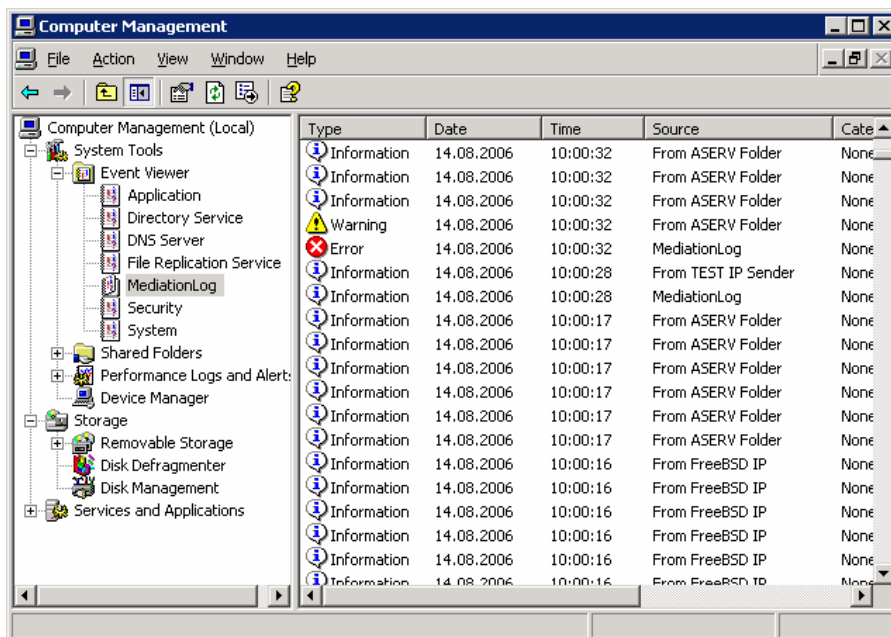 Computer Management
File Action View Window Help
Computer Management (Local)
System Tools
Event Viewer
Application
Directory Service
DNS Server
File Replication Service
MediationLog
Security
System
Shared Folders
Performance Logs and Alert
Device Manager
Storage
Removable Storage
Disk Defragmenter
Disk Management
Services and Applications
Type Date Time Source Cate
Information 14.08.2006 10:00:32 From ASERV Folder None
Information 14.08.2006 10:00:32 From ASERV Folder None
Information 14.08.2006 10:00:32 From ASERV Folder None
Warning 14.08.2006 10:00:32 From ASERV Folder None
Error 14.08.2006 10:00:32 MediationLog None
Information 14.08.2006 10:00:28 From TEST IP Sender None
Information 14.08.2006 10:00:28 MediationLog None
Information 14.08.2006 10:00:17 From ASERV Folder None
Information 14.08.2006 10:00:17 From ASERV Folder None
Information 14.08.2006 10:00:17 From ASERV Folder None
Information 14.08.2006 10:00:17 From ASERV Folder None
Information 14.08.2006 10:00:17 From ASERV Folder None
Information 14.08.2006 10:00:17 From ASERV Folder None
Information 14.08.2006 10:00:16 From FreeBSD IP None
Information 14.08.2006 10:00:16 From FreeBSD IP None
Information 14.08.2006 10:00:16 From FreeBSD IP None
Information 14.08.2006 10:00:16 From FreeBSD IP None
Information 14.08.2006 10:00:16 From FreeBSD IP None